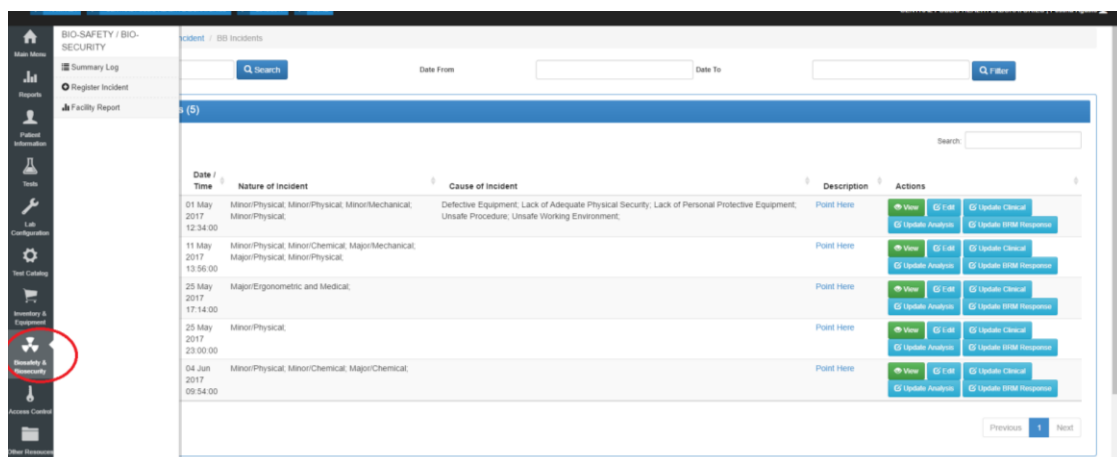 Main Menu
Reports
Patient
Information
Tests
Lab
Configuration
Test Catalog
Inventory &
Equipment
Biosafety &
Biosecurity
Access Control
Other Resources
BIO-SAFETY / BIO-
SECURITY
Summary Log
Register Incident
Facility Report
ncident / BB Incidents
Search Date From Date To Filter
s (5)
Search:
Date /
Time Nature of Incident Cause of Incident Description Actions
01 May
2017
12:34:00
Minor/Physical; Minor/Physical; Minor/Mechanical;
Minor/Physical;
Defective Equipment; Lack of Adequate Physical Security; Lack of Personal Protective Equipment;
Unsafe Procedure; Unsafe Working Environment;
Point Here
View Edit Update Clinical
Update Analysis Update BRM Response
11 May
2017
13:56:00
Minor/Physical; Minor/Chemical; Major/Mechanical;
Major/Physical; Minor/Physical;
Point Here
View Edit Update Clinical
Update Analysis Update BRM Response
25 May
2017
17:14:00
Major/Ergonometric and Medical;
Point Here
View Edit Update Clinical
Update Analysis Update BRM Response
25 May
2017
23:00:00
Minor/Physical;
Point Here
View Edit Update Clinical
Update Analysis Update BRM Response
04 Jun
2017
09:54:00
Minor/Physical; Minor/Chemical; Major/Chemical;
Point Here
View Edit Update Clinical
Update Analysis Update BRM Response
Previous 1 Next